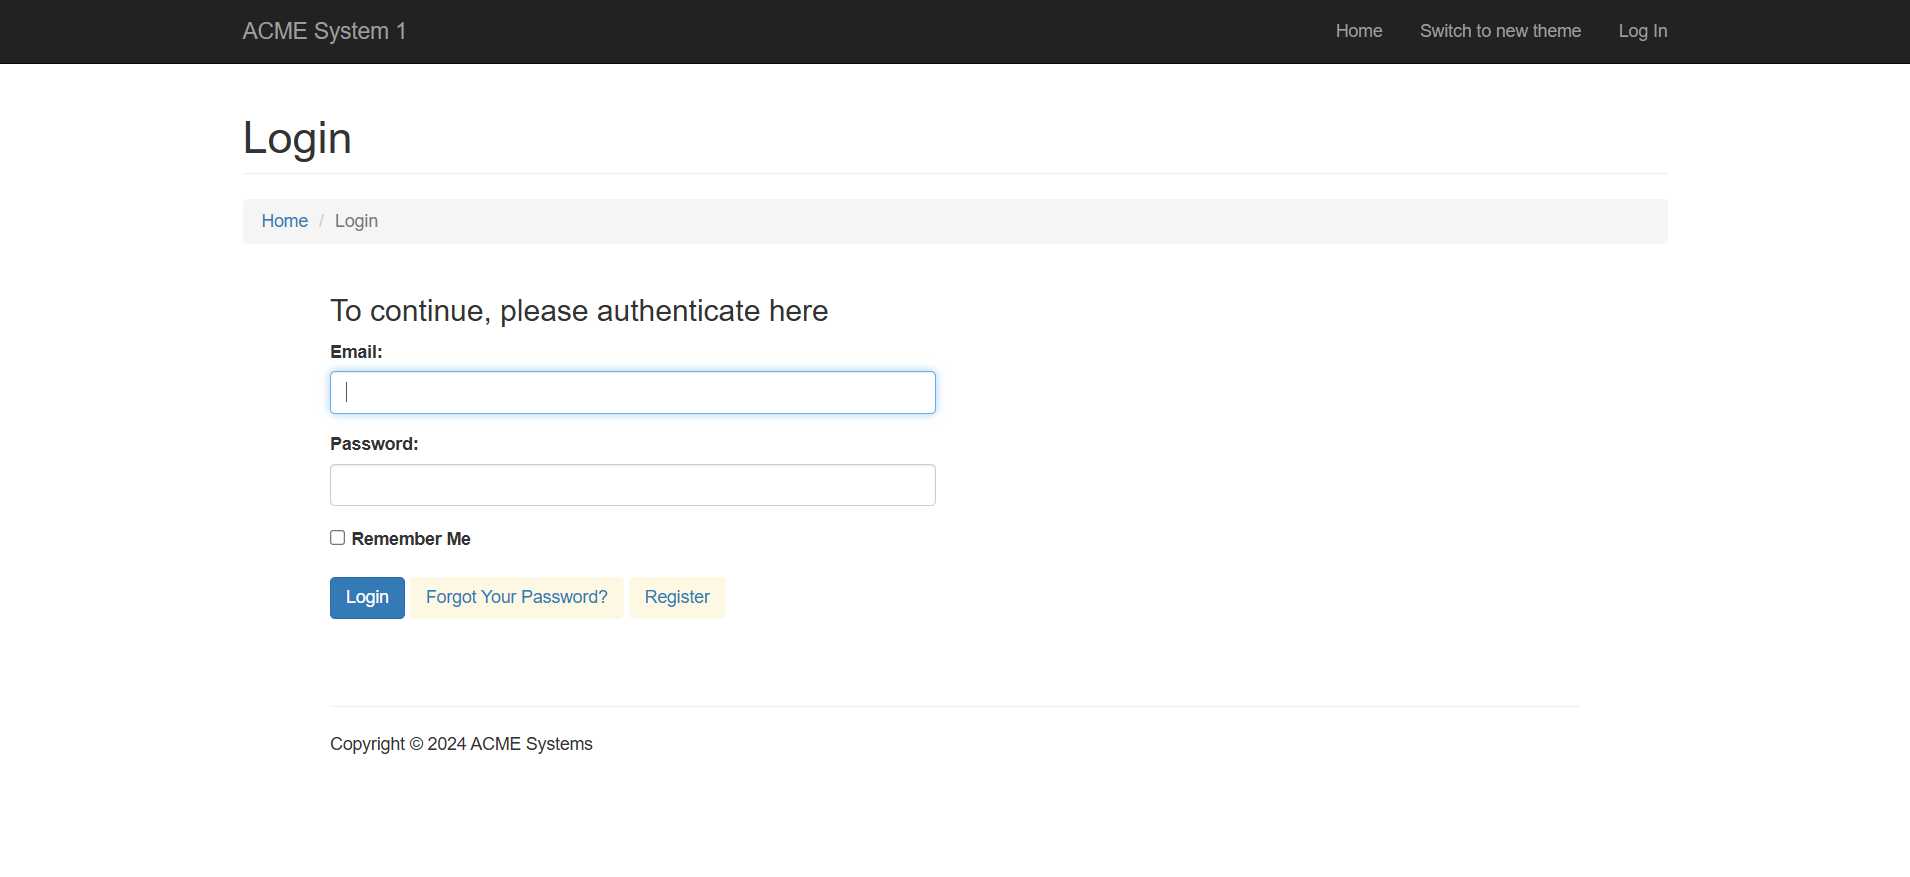 ACME System 1 Home Switch to new theme Log In
Login
Home / Login
To continue, please authenticate here
Email:
Password:
Remember Me
Login Forgot Your Password? Register
Copyright © 2024 ACME Systems